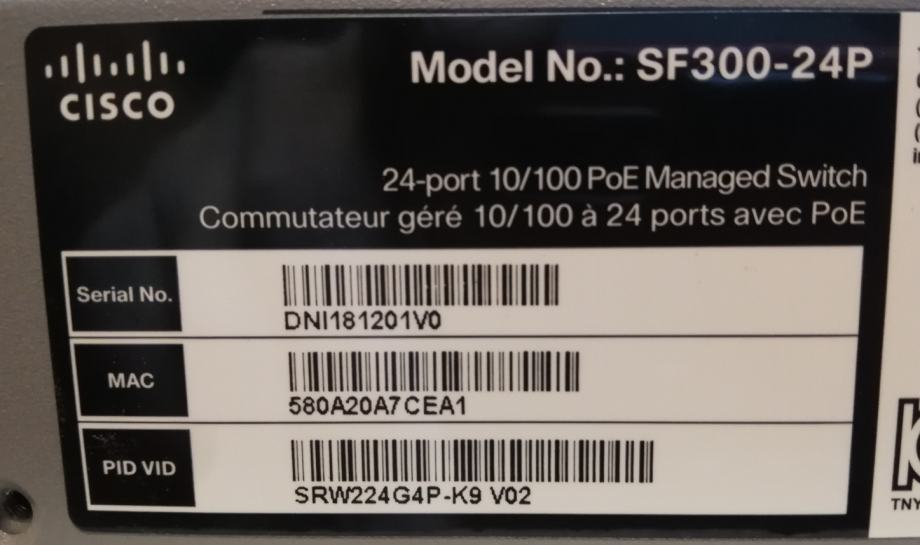 CISCO
Model No.: SF300-24P
24-port 10/100 PoE Managed Switch
Commutateur géré 10/100 à 24 ports avec PoE
Serial No.
DNI181201V0
MAC
580A20A7CEA1
PID VID
SRW224G4P-K9 V02
TNY